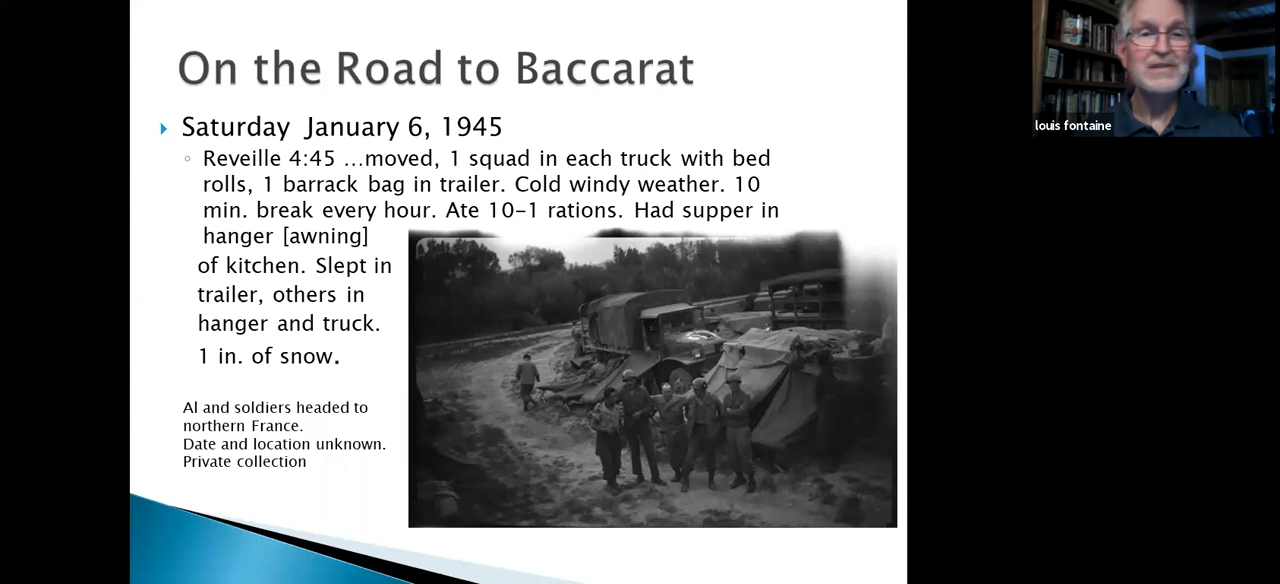 On the Road to Baccarat
Saturday  January 6, 1945
Reveille 4:45 …moved, 1 squad in each truck with bed
rolls, 1 barrack bag in trailer. Cold windy weather. 10
min. break every hour. Ate 10-1 rations. Had supper in
hanger [awning]
of kitchen. Slept in
trailer, others in
hanger and truck.
1 in. of snow.
Al and soldiers headed to
northern France.
Date and location unknown.
Private collection
louis fontaine